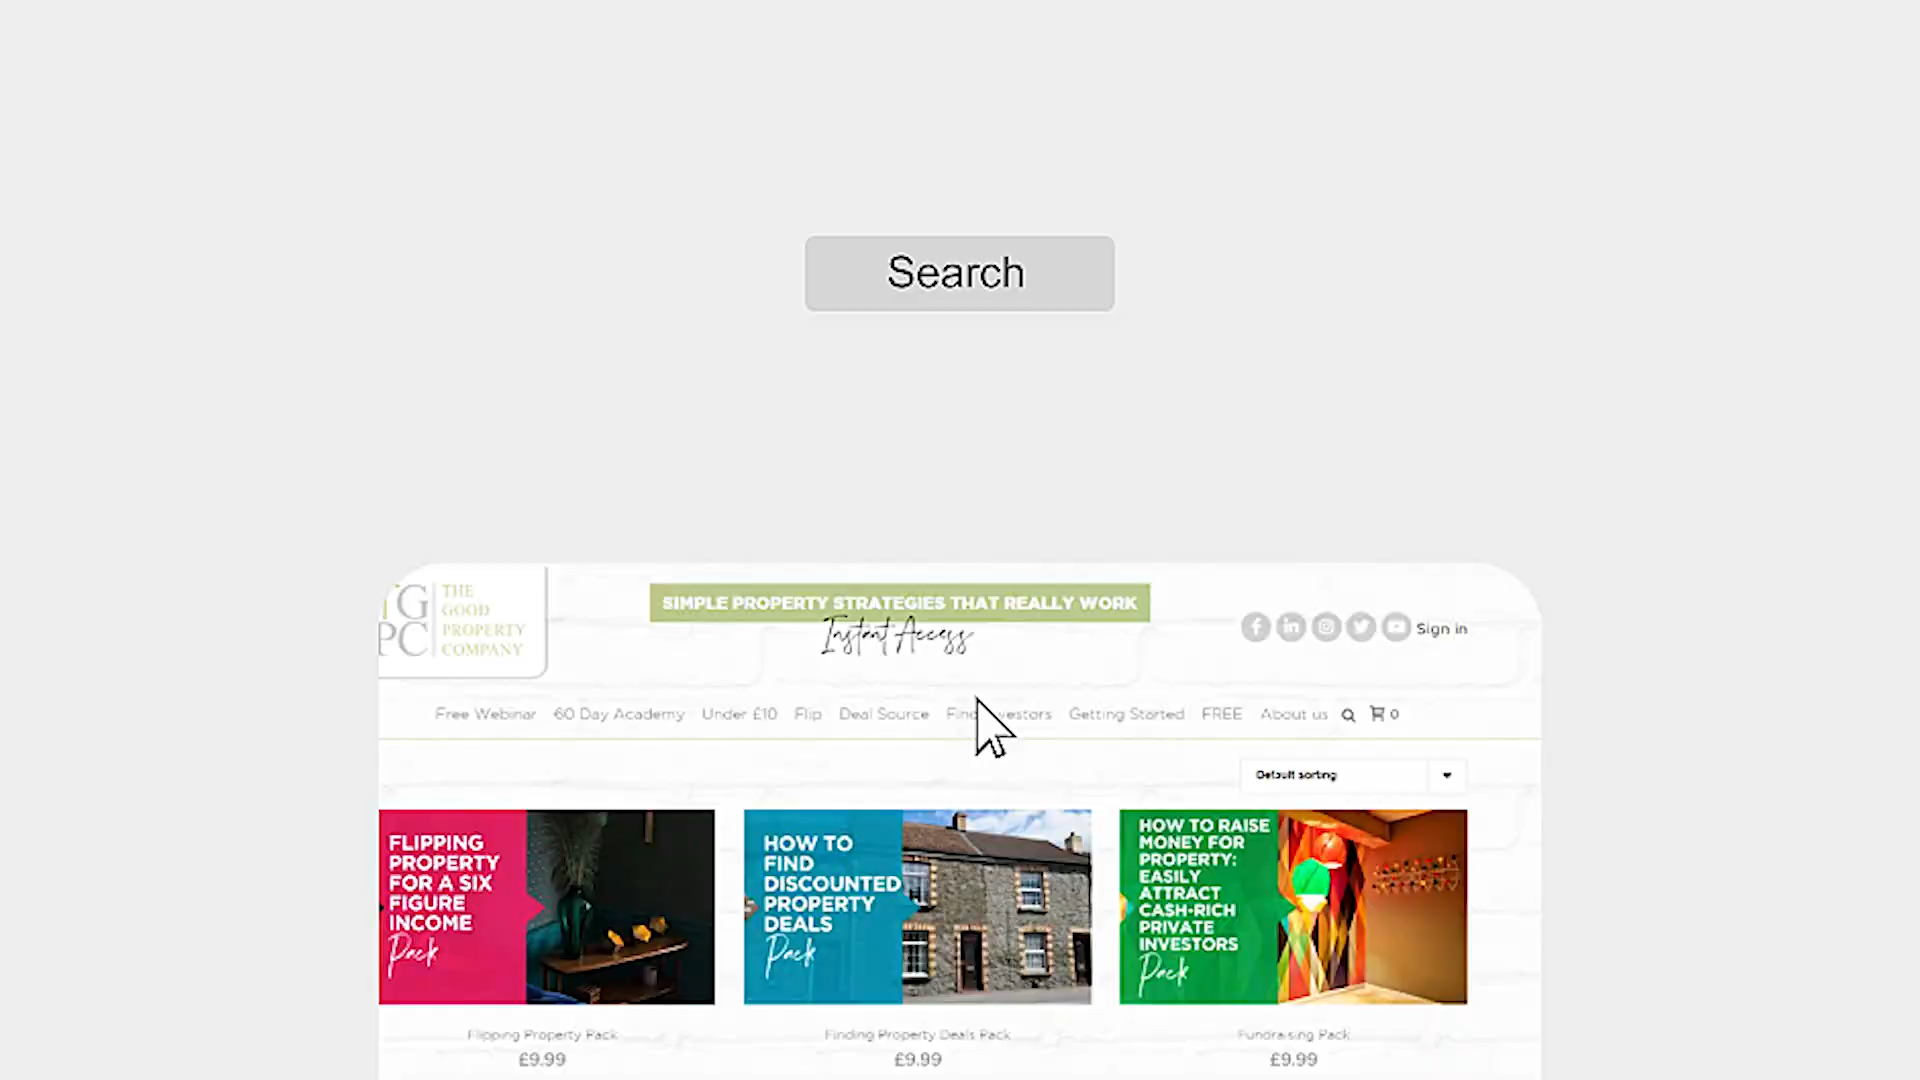 Search
TG
PC
THE
GOOD
PROPERTY
COMPANY
SIMPLE PROPERTY STRATEGIES THAT REALLY WORK
Instant Access
Sign in
Free Webinar 60 Day Academy Under £10 Flip Deal Source Find Investors Getting Started FREE About us 0
Default sorting
FLIPPING
PROPERTY
FOR A SIX
FIGURE
INCOME
Pack
HOW TO
FIND
DISCOUNTED
PROPERTY
DEALS
Pack
HOW TO RAISE
MONEY FOR
PROPERTY:
EASILY
ATTRACT
CASH-RICH
PRIVATE
INVESTORS
Pack
Flipping Property Pack
£9.99
Finding Property Deals Pack
£9.99
Fundraising Pack
£9.99